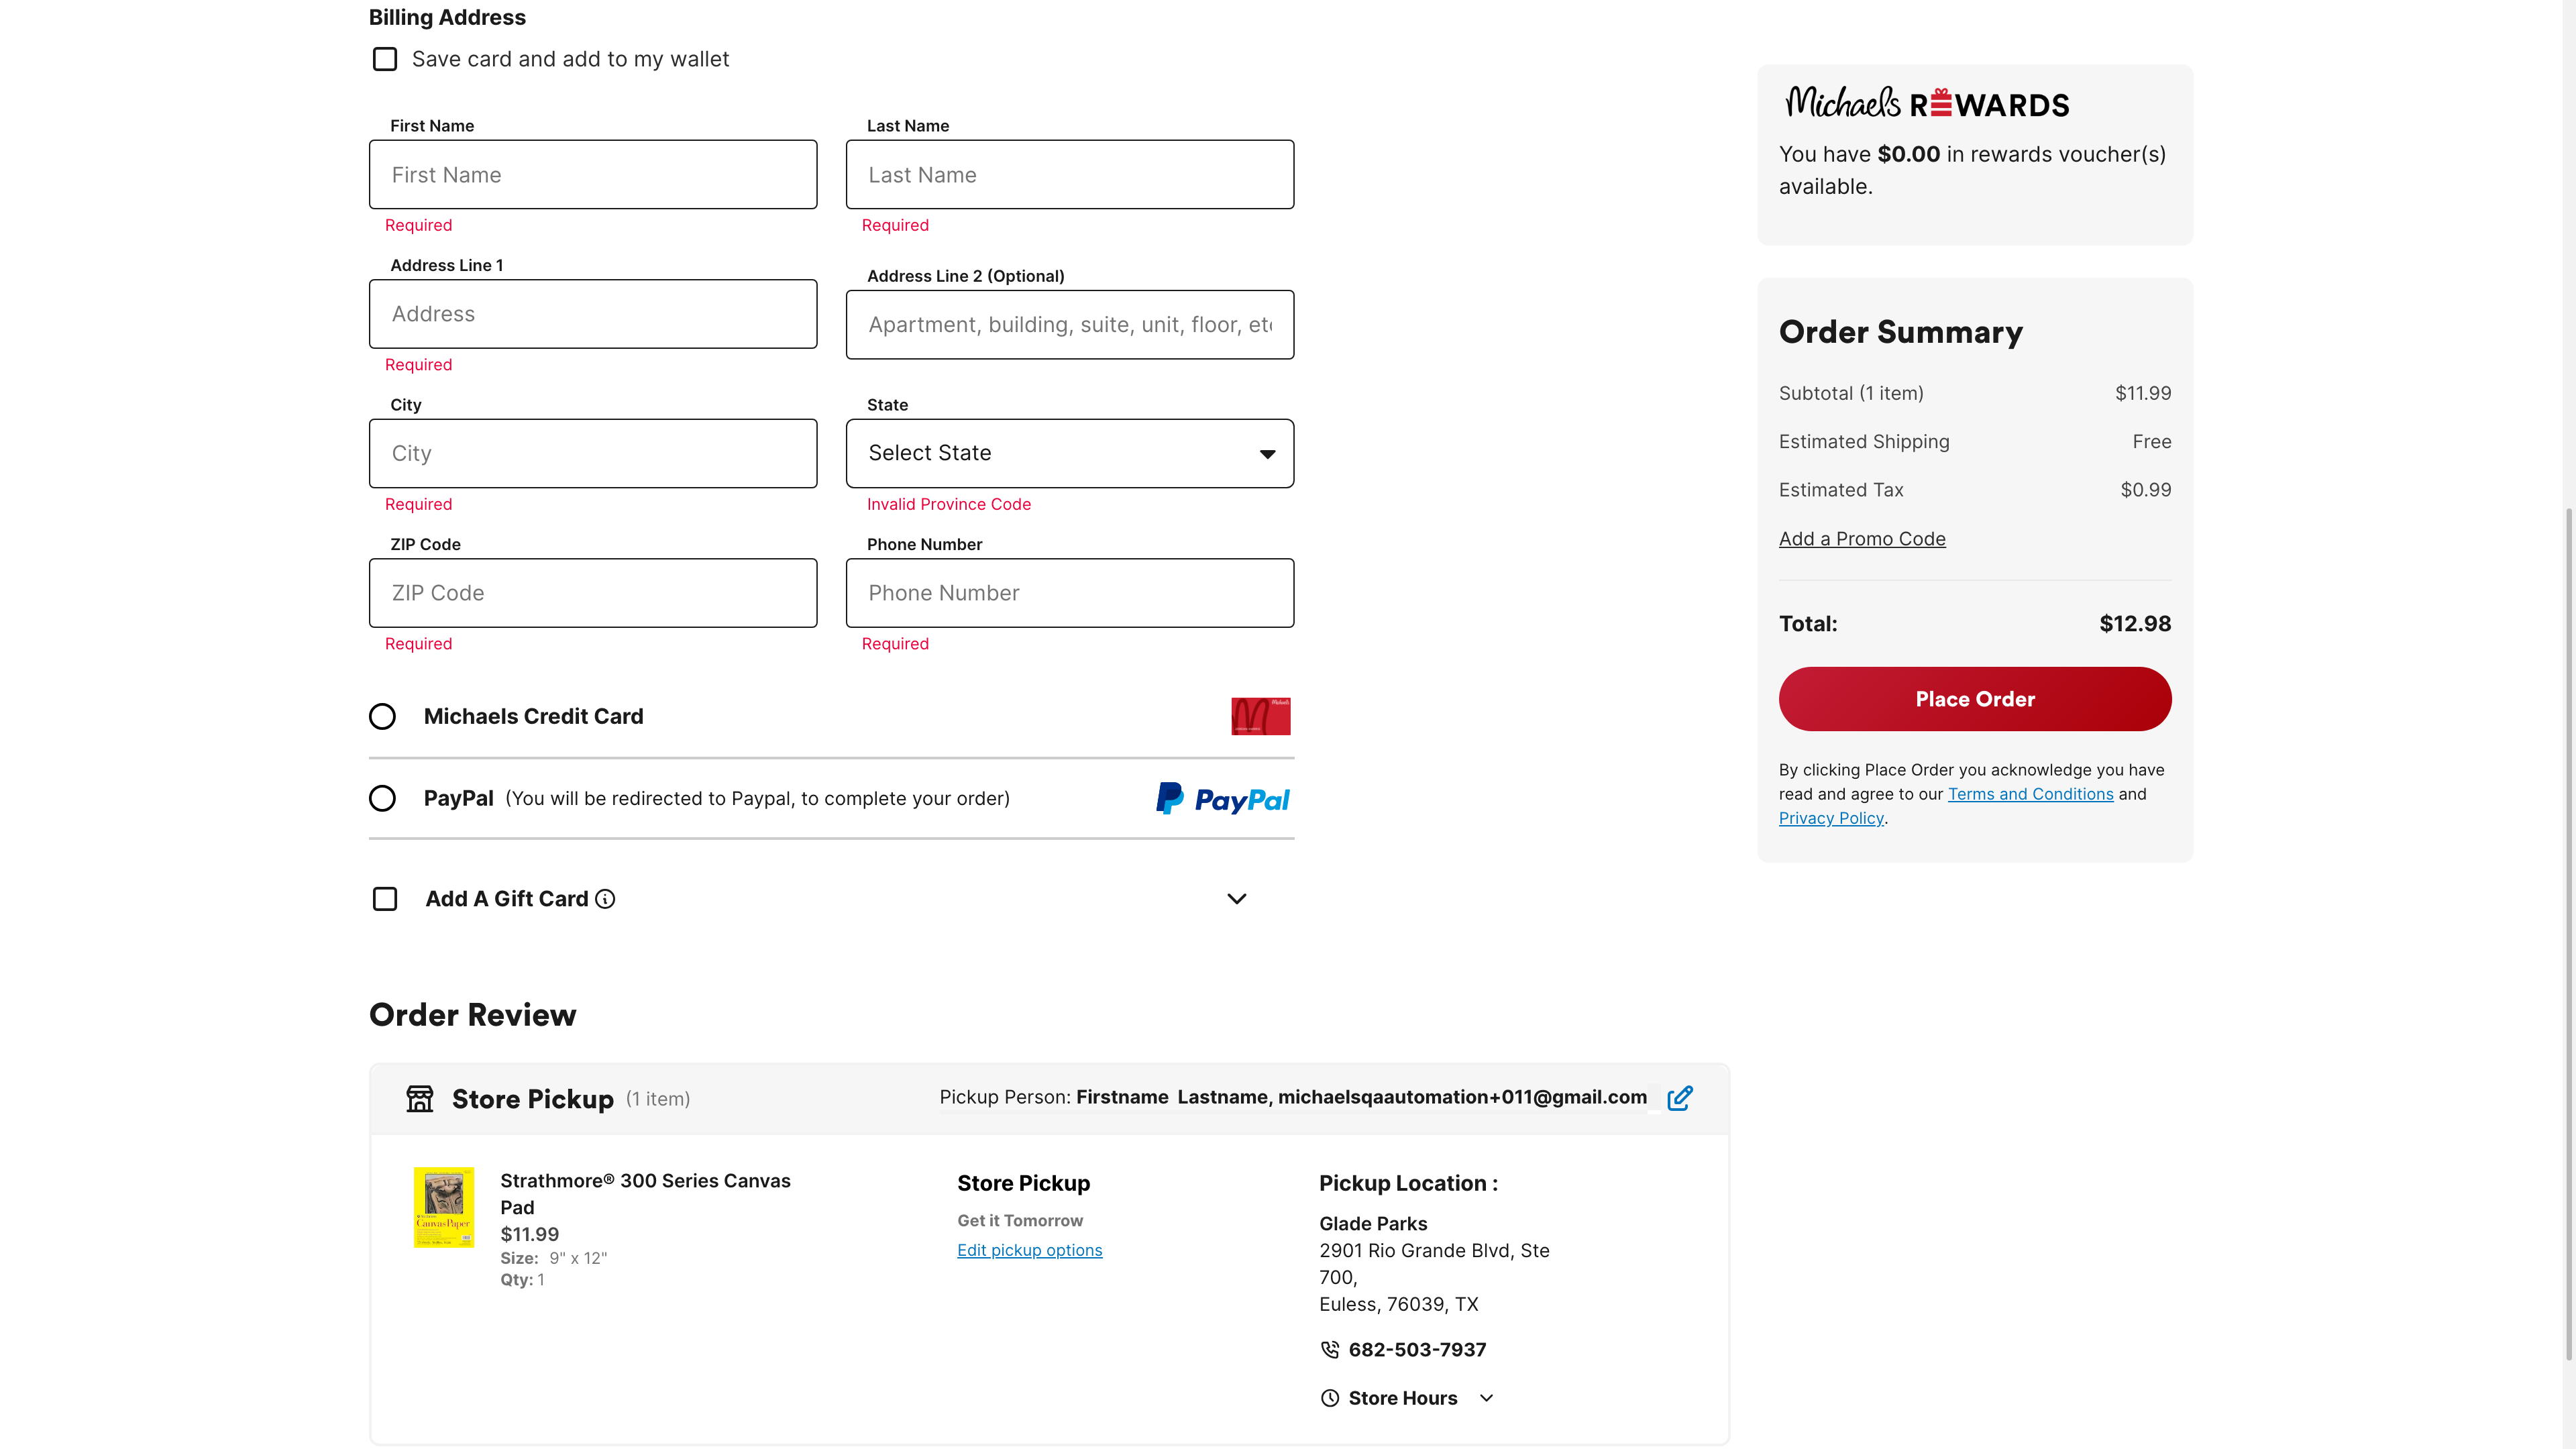 Billing Address
Save card and add to my wallet
First Name
Last Name
First Name
Last Name
Required
Required
Address Line 1
Address Line 2 (Optional)
Address
Apartment, building, suite, unit, floor, etc
Required
City
State
City
Select State
Required
Invalid Province Code
ZIP Code
Phone Number
ZIP Code
Phone Number
Required
Required
Michaels Credit Card
PayPal (You will be redirected to Paypal, to complete your order)
PayPal
Add A Gift Card
Michaels REWARDS
You have $0.00 in rewards voucher(s)
available.
Order Summary
Subtotal (1 item) $11.99
Estimated Shipping Free
Estimated Tax $0.99
Add a Promo Code
Total: $12.98
Place Order
By clicking Place Order you acknowledge you have
read and agree to our Terms and Conditions and
Privacy Policy.
Order Review
Store Pickup (1 item)
Pickup Person: Firstname Lastname, michaelsqaautomation+011@gmail.com
Canvas Paper
Strathmore® 300 Series Canvas
Pad
$11.99
Size: 9" x 12"
Qty: 1
Store Pickup
Get it Tomorrow
Edit pickup options
Pickup Location :
Glade Parks
2901 Rio Grande Blvd, Ste
700,
Euless, 76039, TX
682-503-7937
Store Hours